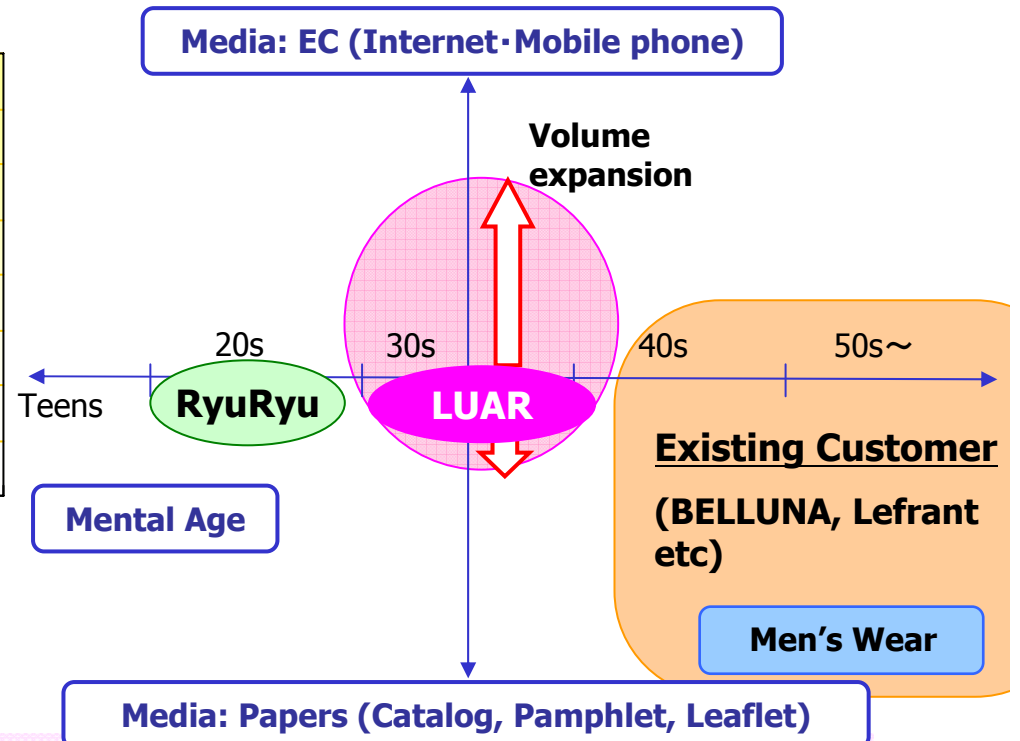 Media: EC (Internet・Mobile phone)
Volume
expansion
20s
30s
40s
50s～
Teens
RyuRyu
LUAR
Existing Customer
(BELLUNA, Lefrant
etc)
Mental Age
Men's Wear
Media: Papers (Catalog, Pamphlet, Leaflet)